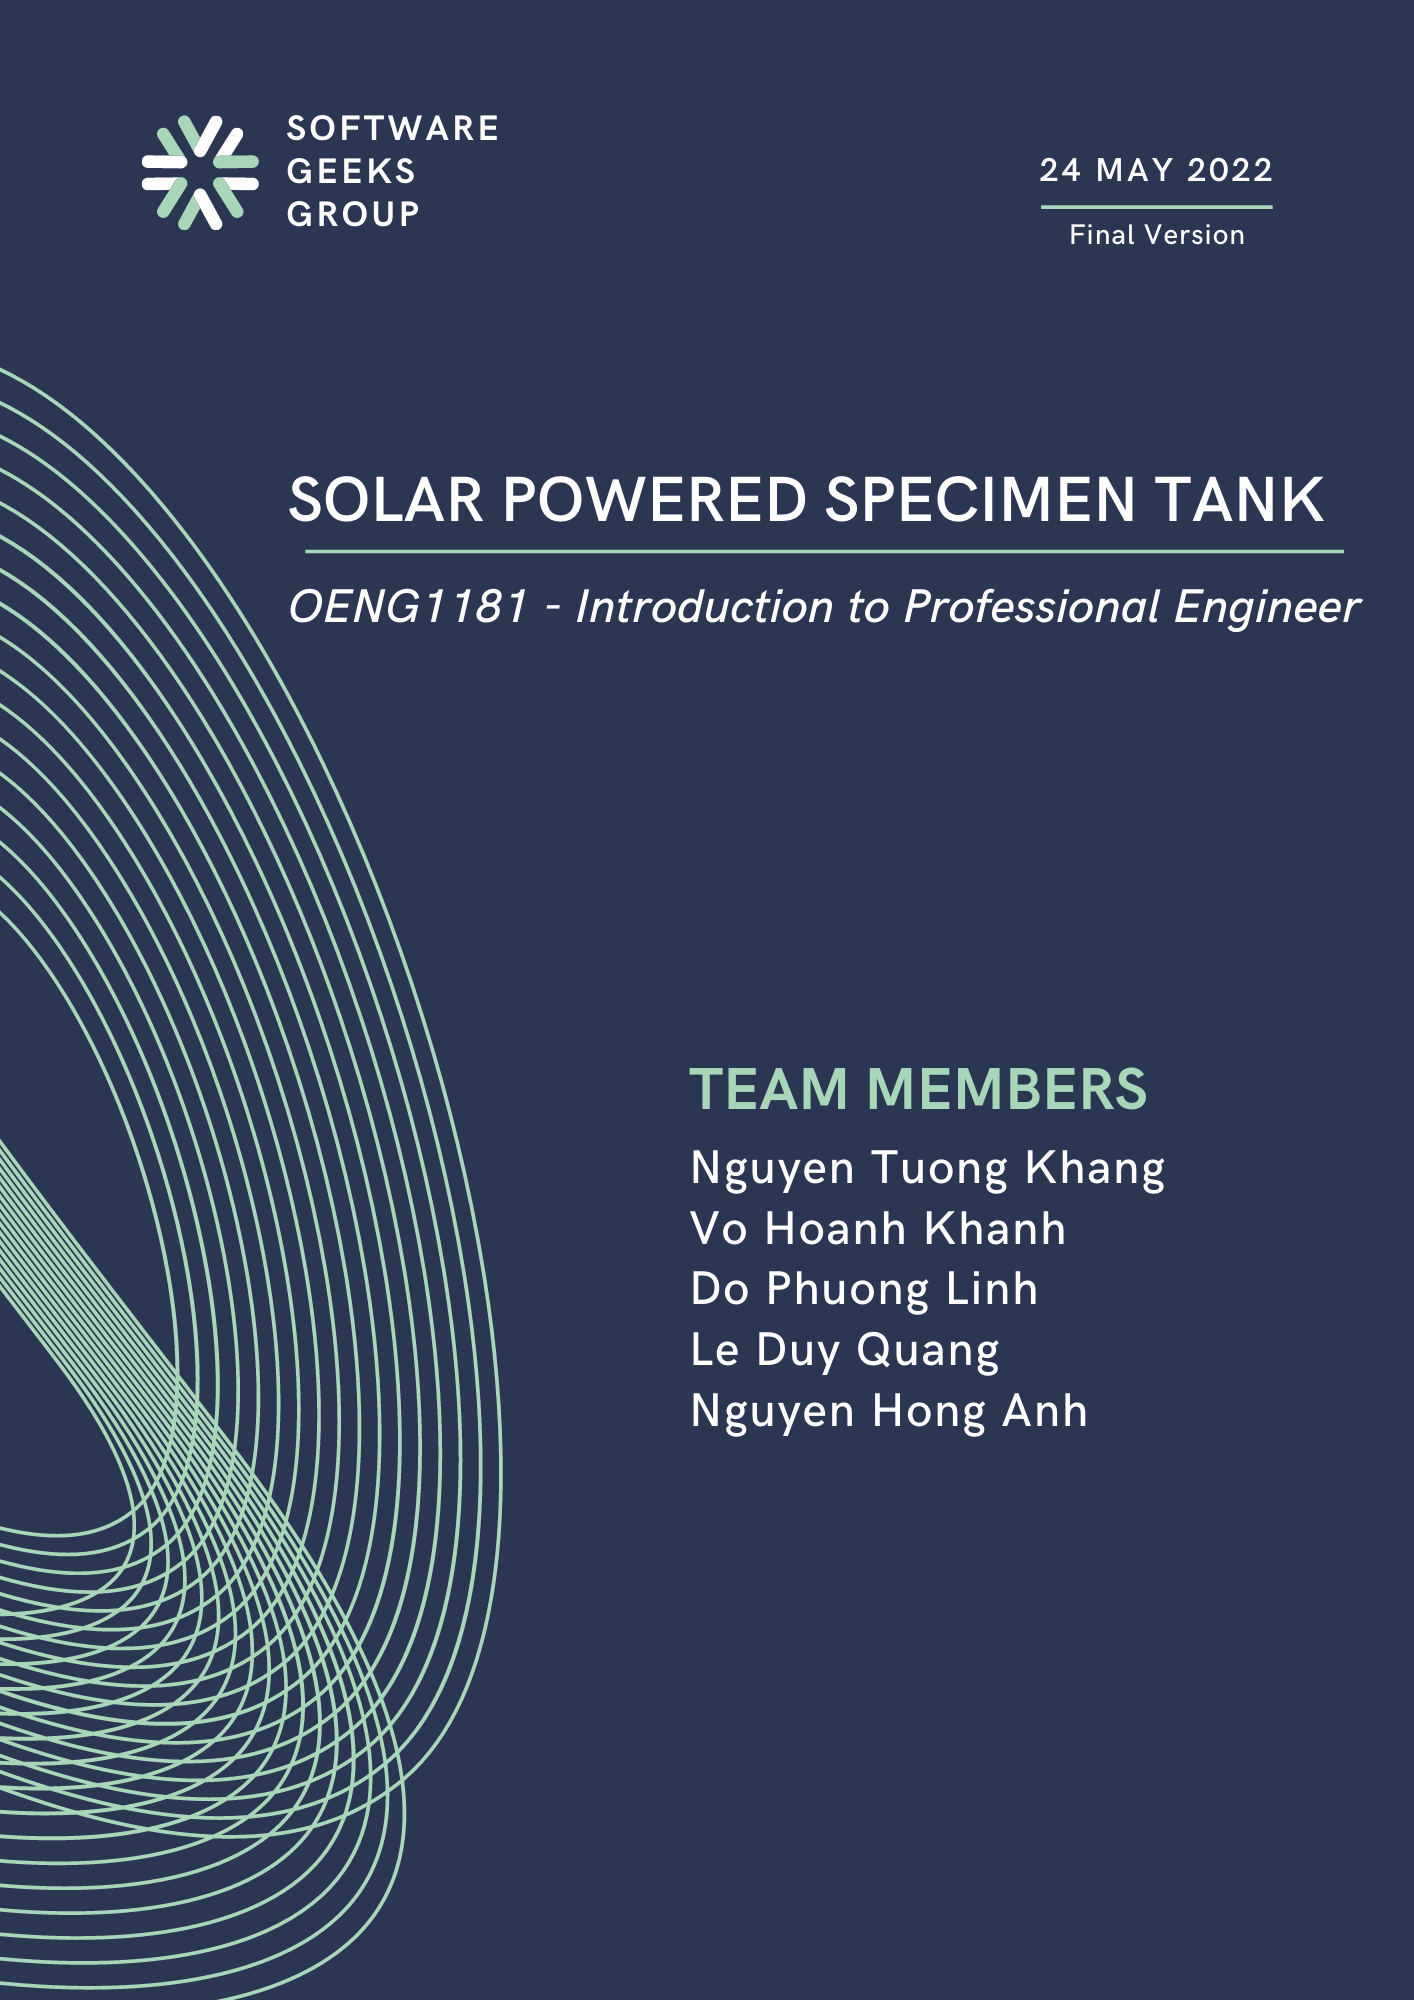 SOFTWARE
GEEKS
GROUP
24 MAY 2022
Final Version
SOLAR POWERED SPECIMEN TANK
OENG1181 - Introduction to Professional Engineer
TEAM MEMBERS
Nguyen Tuong Khang
Vo Hoanh Khanh
Do Phuong Linh
Le Duy Quang
Nguyen Hong Anh